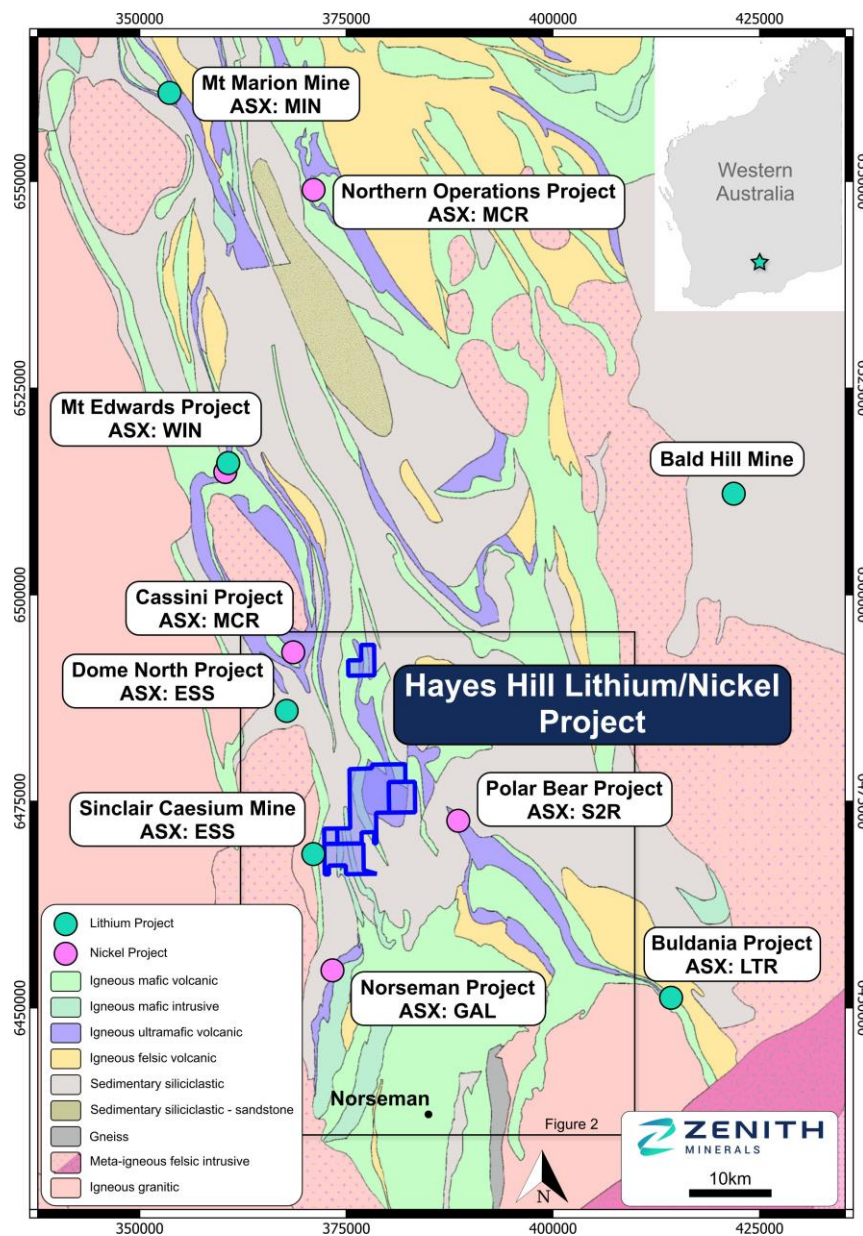 350000
375000
400000
425000
Mt Marion Mine
ASX: MIN
Western
Australia
6550000
6550000
Northern Operations Project
ASX: MCR
6525000
6525000
Mt Edwards Project
ASX: WIN
Bald Hill Mine
6500000
6500000
Cassini Project
ASX: MCR
Dome North Project
ASX: ESS
Hayes Hill Lithium/Nickel
Project
6475000
6475000
Sinclair Caesium Mine
ASX: ESS
Polar Bear Project
ASX: S2R
Lithium Project
Nickel Project
Igneous mafic volcanic
Igneous mafic intrusive
Igneous ultramafic volcanic
Igneous felsic volcanic
Sedimentary siliciclastic
Sedimentary siliciclastic - sandstone
Gneiss
Meta-igneous felsic intrusive
Igneous granitic
Buldania Project
ASX: LTR
Norseman Project
ASX: GAL
6450000
6450000
Norseman
Figure 2
N
ZENITH
MINERALS
10km
350000
375000
400000
425000